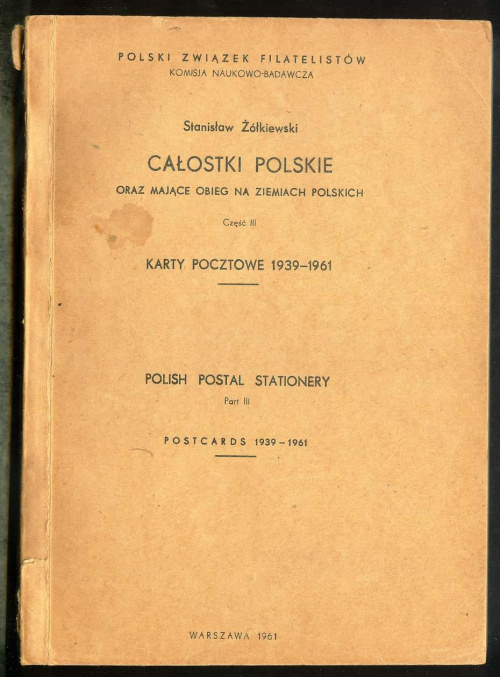 POLSKI ZWIĄZEK FILATELISTÓW
KOMISJA NAUKOWO-BADAWCZA
Stanisław Żółkiewski
CAŁOSTKI POLSKIE
ORAZ MAJĄCE OBIEG NA ZIEMIACH POLSKICH
Część III
KARTY POCZTOWE 1939—1961
POLISH POSTAL STATIONERY
Part III
POSTCARDS 1939 — 1961
WARSZAWA 1961